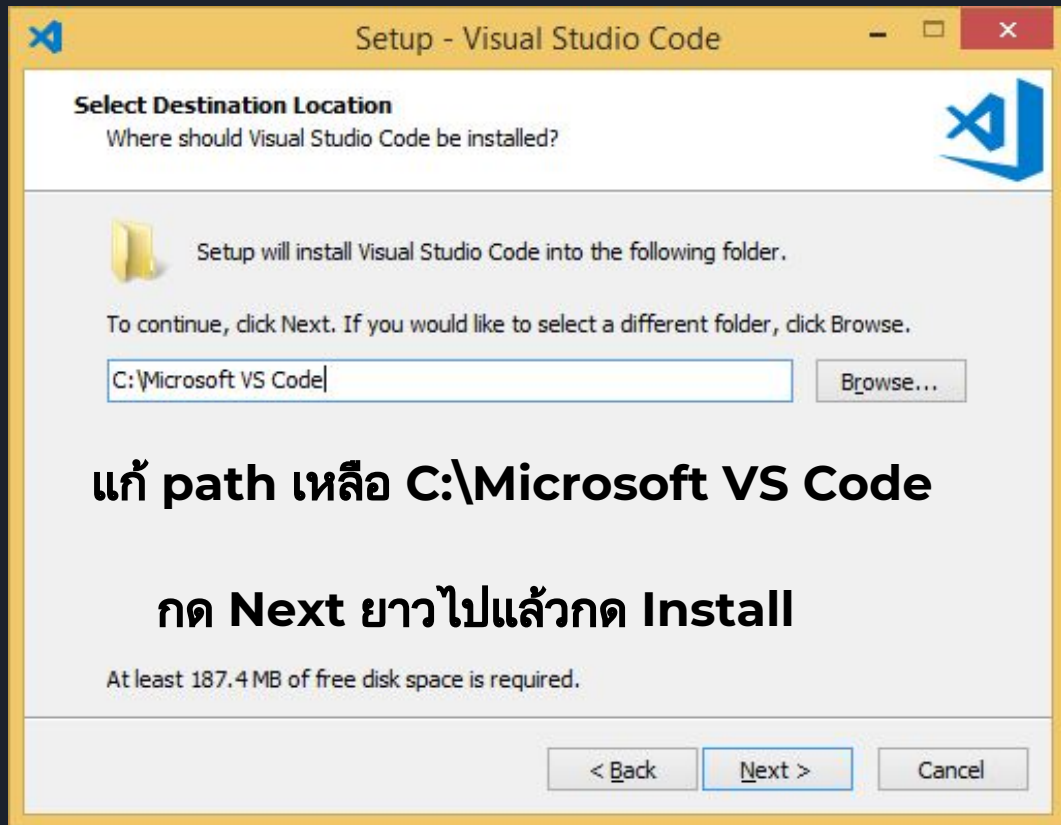 Setup - Visual Studio Code
Select Destination Location
Where should Visual Studio Code be installed?
Setup will install Visual Studio Code into the following folder.
To continue, click Next. If you would like to select a different folder, click Browse.
C:\Microsoft VS Code
Browse...
แก้ path เหลือ C:\Microsoft VS Code
กด Next ยาวไปแล้วกด Install
At least 187.4 MB of free disk space is required.
< Back Next > Cancel